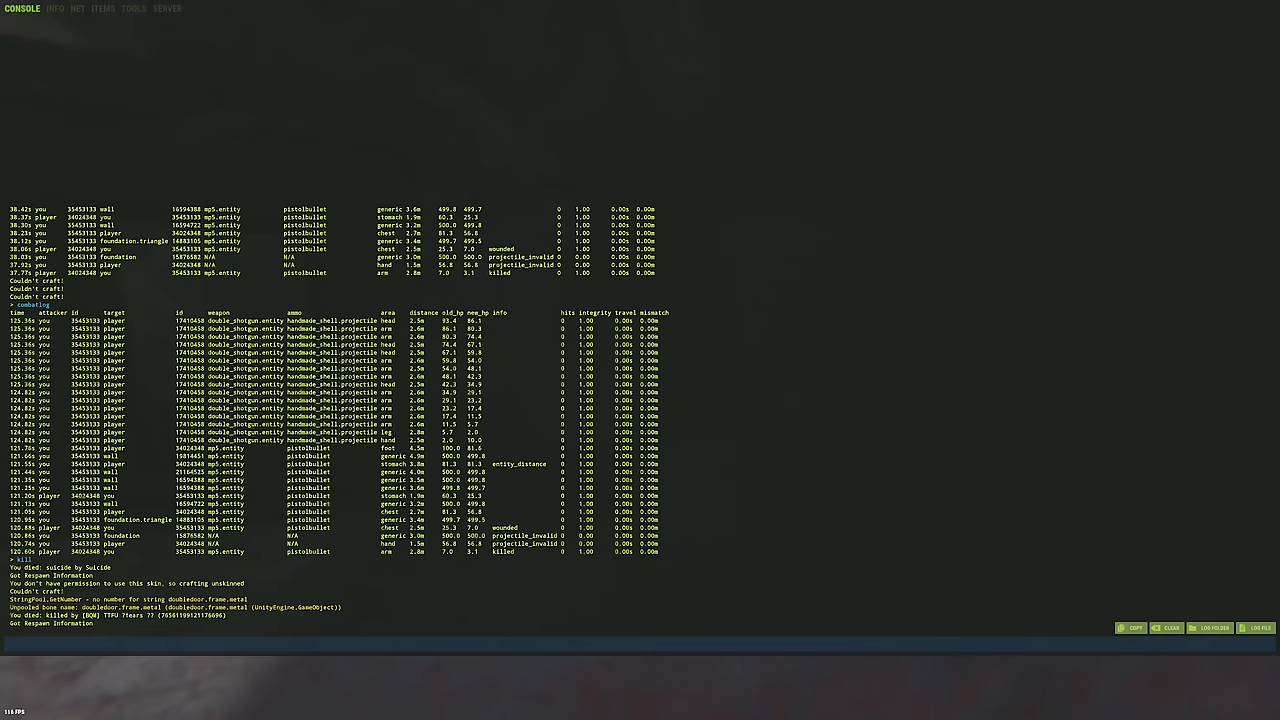 CONSOLE INFO NET ITEMS TOOLS SERVER
38.42s you 35453133 wall 16594388 mp5.entity pistolbullet generic 3.6m 499.8 499.7 0 1.00 0.00s 0.00m
38.37s player 34024348 you 35453133 mp5.entity pistolbullet stomach 1.9m 60.3 25.3 0 1.00 0.00s 0.00m
38.30s you 35453133 wall 16594722 mp5.entity pistolbullet generic 3.2m 500.0 499.8 0 1.00 0.00s 0.00m
38.23s you 35453133 player 34024348 mp5.entity pistolbullet chest 2.7m 81.3 56.8 0 1.00 0.00s 0.00m
38.12s you 35453133 foundation.triangle 14883105 mp5.entity pistolbullet generic 3.4m 499.7 499.5 0 1.00 0.00s 0.00m
38.06s player 34024348 you 35453133 mp5.entity pistolbullet chest 2.5m 25.3 7.0 wounded 0 1.00 0.00s 0.00m
38.03s you 35453133 foundation 15876582 N/A N/A generic 3.0m 500.0 500.0 projectile_invalid 0 0.00 0.00s 0.00m
37.92s you 35453133 player 34024348 N/A N/A hand 1.5m 56.8 56.8 projectile_invalid 0 1.00 0.00s 0.00m
37.77s player 34024348 you 35453133 mp5.entity pistolbullet arm 2.8m 7.0 3.1 killed 0 1.00 0.00s 0.00m
Couldn't craft!
Couldn't craft!
Couldn't craft!
> combatlog
time attacker id target id weapon ammo area distance old_hp new_hp info hits integrity travel mismatch
125.36s you 35453133 player 17410458 double_shotgun.entity handmade_shell.projectile head 2.5m 93.4 86.1 0 1.00 0.00s 0.00m
125.36s you 35453133 player 17410458 double_shotgun.entity handmade_shell.projectile arm 2.6m 86.1 80.3 0 1.00 0.00s 0.00m
125.36s you 35453133 player 17410458 double_shotgun.entity handmade_shell.projectile arm 2.6m 80.3 74.4 0 1.00 0.00s 0.00m
125.36s you 35453133 player 17410458 double_shotgun.entity handmade_shell.projectile head 2.5m 74.4 67.1 0 1.00 0.00s 0.00m
125.36s you 35453133 player 17410458 double_shotgun.entity handmade_shell.projectile head 2.5m 67.1 59.8 0 1.00 0.00s 0.00m
125.36s you 35453133 player 17410458 double_shotgun.entity handmade_shell.projectile arm 2.6m 59.8 54.0 0 1.00 0.00s 0.00m
125.36s you 35453133 player 17410458 double_shotgun.entity handmade_shell.projectile arm 2.5m 54.0 48.1 0 1.00 0.00s 0.00m
125.36s you 35453133 player 17410458 double_shotgun.entity handmade_shell.projectile arm 2.6m 48.1 42.3 0 1.00 0.00s 0.00m
125.36s you 35453133 player 17410458 double_shotgun.entity handmade_shell.projectile head 2.5m 42.3 34.9 0 1.00 0.00s 0.00m
124.82s you 35453133 player 17410458 double_shotgun.entity handmade_shell.projectile arm 2.6m 34.9 29.1 0 1.00 0.00s 0.00m
124.82s you 35453133 player 17410458 double_shotgun.entity handmade_shell.projectile arm 2.6m 29.1 23.2 0 1.00 0.00s 0.00m
124.82s you 35453133 player 17410458 double_shotgun.entity handmade_shell.projectile arm 2.6m 23.2 17.4 0 1.00 0.00s 0.00m
124.82s you 35453133 player 17410458 double_shotgun.entity handmade_shell.projectile arm 2.6m 17.4 11.5 0 1.00 0.00s 0.00m
124.82s you 35453133 player 17410458 double_shotgun.entity handmade_shell.projectile arm 2.6m 11.5 5.7 0 1.00 0.00s 0.00m
124.82s you 35453133 player 17410458 double_shotgun.entity handmade_shell.projectile leg 2.8m 5.7 2.0 0 1.00 0.00s 0.00m
124.82s you 35453133 player 17410458 double_shotgun.entity handmade_shell.projectile hand 2.5m 2.0 10.0 0 1.00 0.00s 0.00m
121.76s you 35453133 player 34024348 mp5.entity pistolbullet foot 4.5m 100.0 81.6 0 1.00 0.00s 0.00m
121.66s you 35453133 wall 19814451 mp5.entity pistolbullet generic 4.9m 500.0 499.8 0 1.00 0.00s 0.00m
121.55s you 35453133 player 34024348 mp5.entity pistolbullet stomach 3.8m 81.3 81.3 entity_distance 0 1.00 0.00s 0.00m
121.44s you 35453133 wall 21164525 mp5.entity pistolbullet generic 4.0m 500.0 499.8 0 1.00 0.00s 0.00m
121.35s you 35453133 wall 16594388 mp5.entity pistolbullet generic 3.5m 500.0 499.8 0 1.00 0.00s 0.00m
121.25s you 35453133 wall 16594388 mp5.entity pistolbullet generic 3.6m 499.8 499.7 0 1.00 0.00s 0.00m
121.20s player 34024348 you 35453133 mp5.entity pistolbullet stomach 1.9m 60.3 25.3 0 1.00 0.00s 0.00m
121.13s you 35453133 wall 16594722 mp5.entity pistolbullet generic 3.2m 500.0 499.8 0 1.00 0.00s 0.00m
121.05s you 35453133 player 34024348 mp5.entity pistolbullet chest 2.7m 81.3 56.8 0 1.00 0.00s 0.00m
120.95s you 35453133 foundation.triangle 14883105 mp5.entity pistolbullet generic 3.4m 499.7 499.5 0 1.00 0.00s 0.00m
120.88s player 34024348 you 35453133 mp5.entity pistolbullet chest 2.5m 25.3 7.0 wounded 0 1.00 0.00s 0.00m
120.86s you 35453133 foundation 15876582 N/A N/A generic 3.0m 500.0 500.0 projectile_invalid 0 0.00 0.00s 0.00m
120.74s you 35453133 player 34024348 N/A N/A hand 1.5m 56.8 56.8 projectile_invalid 0 1.00 0.00s 0.00m
120.60s player 34024348 you 35453133 mp5.entity pistolbullet arm 2.8m 7.0 3.1 killed 0 1.00 0.00s 0.00m
> kill
You died: suicide by Suicide
Got Respawn Information
You don't have permission to use this skin, so crafting unskinned
Couldn't craft!
StringPool.GetNumber - no number for string doubledoor.frame.metal
Unpooled bone name: doubledoor.frame.metal (doubledoor.frame.metal (UnityEngine.GameObject))
You died: killed by [BQM] TTFU ?1ears ?? (76561199121176696)
Got Respawn Information
COPY CLEAR LOG FOLDER LOG FILE
116 FPS